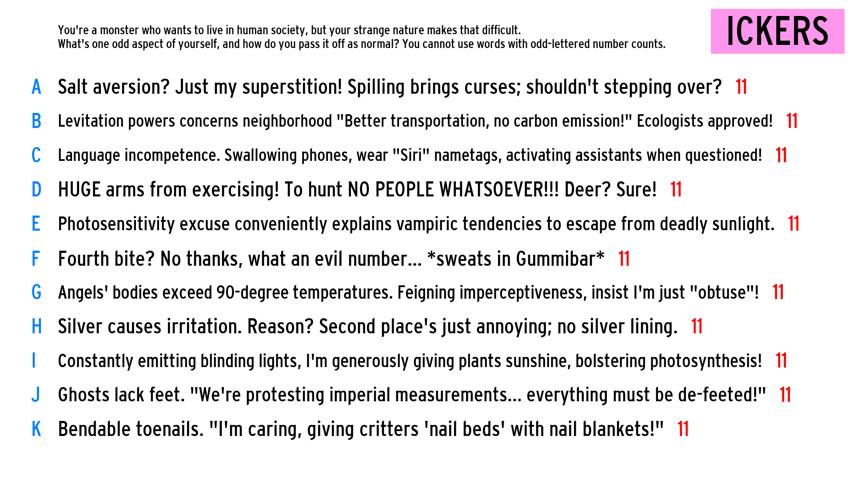 You're a monster who wants to live in human society, but your strange nature makes that difficult.
What's one odd aspect of yourself, and how do you pass it off as normal? You cannot use words with odd-lettered number counts.
ICKERS
A Salt aversion? Just my superstition! Spilling brings curses; shouldn't stepping over? 11
B Levitation powers concerns neighborhood "Better transportation, no carbon emission!" Ecologists approved! 11
C Language incompetence. Swallowing phones, wear "Siri" nametags, activating assistants when questioned! 11
D HUGE arms from exercising! To hunt NO PEOPLE WHATSOEVER!!! Deer? Sure! 11
E Photosensitivity excuse conveniently explains vampiric tendencies to escape from deadly sunlight. 11
F Fourth bite? No thanks, what an evil number... *sweats in Gummibar* 11
G Angels' bodies exceed 90-degree temperatures. Feigning imperceptiveness, insist I'm just "obtuse"! 11
H Silver causes irritation. Reason? Second place's just annoying; no silver lining. 11
I Constantly emitting blinding lights, I'm generously giving plants sunshine, bolstering photosynthesis! 11
J Ghosts lack feet. "We're protesting imperial measurements... everything must be de-feeted!" 11
K Bendable toenails. "I'm caring, giving critters 'nail beds' with nail blankets!" 11